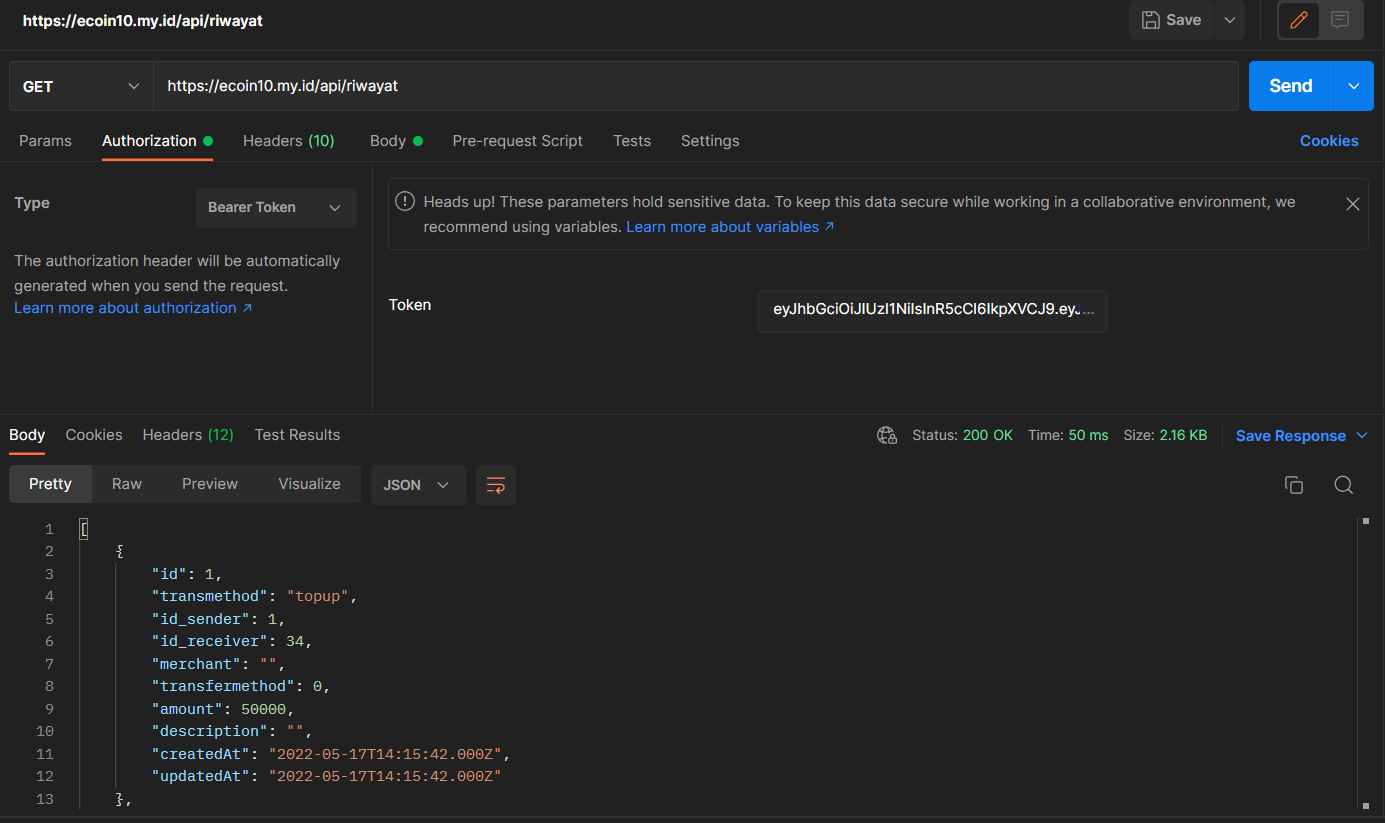 https://ecoin10.my.id/api/riwayat
Save
GET
https://ecoin10.my.id/api/riwayat
Send
Params
Authorization
Headers (10)
Body
Pre-request Script
Tests
Settings
Cookies
Type
Bearer Token
The authorization header will be automatically
generated when you send the request.
Learn more about authorization ↗
Heads up! These parameters hold sensitive data. To keep this data secure while working in a collaborative environment, we
recommend using variables. Learn more about variables ↗
Token
eyJhbGciOiJIUzI1NiIsInR5cCI6IkpXVCJ9.eyJ...
Body
Cookies
Headers (12)
Test Results
Status: 200 OK
Time: 50 ms
Size: 2.16 KB
Save Response
Pretty
Raw
Preview
Visualize
JSON
1 [
2 {
3 "id": 1,
4 "transmethod": "topup",
5 "id_sender": 1,
6 "id_receiver": 34,
7 "merchant": "",
8 "transfermethod": 0,
9 "amount": 50000,
10 "description": "",
11 "createdAt": "2022-05-17T14:15:42.000Z",
12 "updatedAt": "2022-05-17T14:15:42.000Z"
13 },